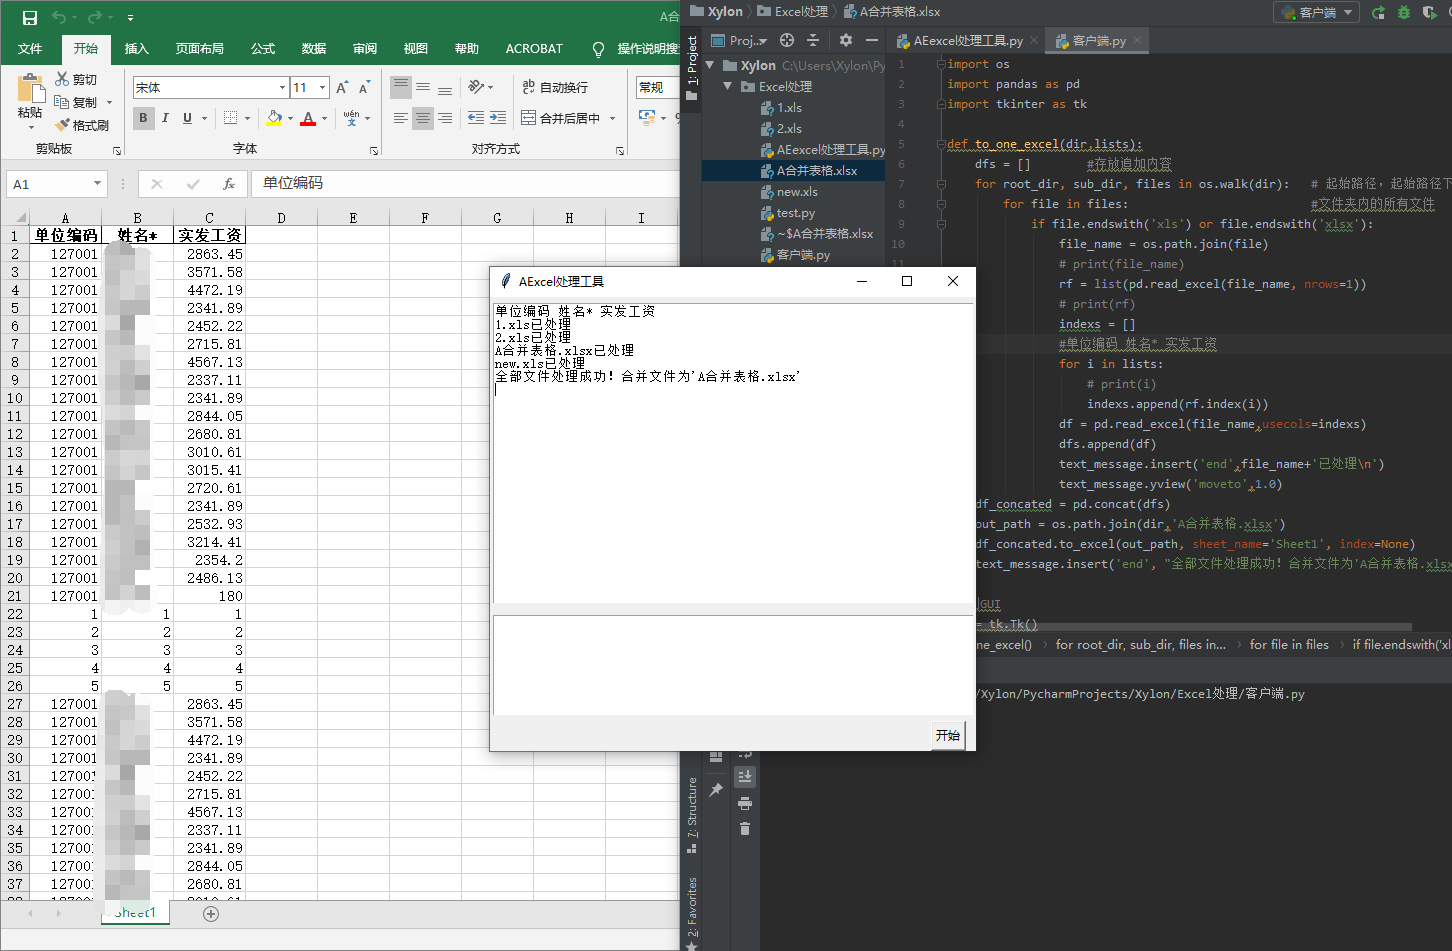 A合
文件 开始 插入 页面布局 公式 数据 审阅 视图 帮助 ACROBAT 操作说明搜
粘贴
剪切
复制
格式刷
剪贴板
宋体 11 A A
B I U A wén
字体
ab 自动换行
合并后居中
对齐方式
常规
%
A1 fx 单位编码
A B C D E F G H I
1 单位编码 姓名* 实发工资
2 127001 2863.45
3 127001 3571.58
4 127001 4472.19
5 127001 2341.89
6 127001 2452.22
7 127001 2715.81
8 127001 4567.13
9 127001 2337.11
10 127001 2341.89
11 127001 2844.05
12 127001 2680.81
13 127001 3010.61
14 127001 3015.41
15 127001 2720.61
16 127001 2341.89
17 127001 2532.93
18 127001 3214.41
19 127001 2354.2
20 127001 2486.13
21 127001 180
22 1 1 1
23 2 2 2
24 3 3 3
25 4 4 4
26 5 5 5
27 127001 2863.45
28 127001 3571.58
29 127001 4472.19
30 127001 2341.89
31 127001 2452.22
32 127001 2715.81
33 127001 4567.13
34 127001 2337.11
35 127001 2341.89
36 127001 2844.05
37 127001 2680.81
Sheet1
Xylon Excel处理 A合并表格.xlsx 客户端
1: Project
Proj..
Xylon C:\Users\Xylon\Py
Excel处理
1.xls
2.xls
AEexcel处理工具.py
A合并表格.xlsx
new.xls
test.py
~$A合并表格.xlsx
客户端.py
AEexcel处理工具.py 客户端.py
1 import os
2 import pandas as pd
3 import tkinter as tk
4
5 def to_one_excel(dir,lists):
6 dfs = [] #存放追加内容
7 for root_dir, sub_dir, files in os.walk(dir): # 起始路径，起始路径下
8 for file in files: #文件夹内的所有文件
9 if file.endswith('xls') or file.endswith('xlsx'):
10 file_name = os.path.join(file)
11 # print(file_name)
rf = list(pd.read_excel(file_name, nrows=1))
# print(rf)
indexs = []
#单位编码 姓名* 实发工资
for i in lists:
# print(i)
indexs.append(rf.index(i))
df = pd.read_excel(file_name,usecols=indexs)
dfs.append(df)
text_message.insert('end',file_name+'已处理\n')
text_message.yview('moveto',1.0)
df_concated = pd.concat(dfs)
out_path = os.path.join(dir,'A合并表格.xlsx')
df_concated.to_excel(out_path, sheet_name='Sheet1', index=None)
text_message.insert('end', "全部文件处理成功！合并文件为'A合并表格.xlsx
GUI
= tk.Tk()
ne_excel() for root_dir, sub_dir, files in... for file in files if file.endswith('xl
/Xylon/PycharmProjects/Xylon/Excel处理/客户端.py
7: Structure
2: Favorites
AExcel处理工具
单位编码 姓名* 实发工资
1.xls已处理
2.xls已处理
A合并表格.xlsx已处理
new.xls已处理
全部文件处理成功！合并文件为'A合并表格.xlsx'
开始